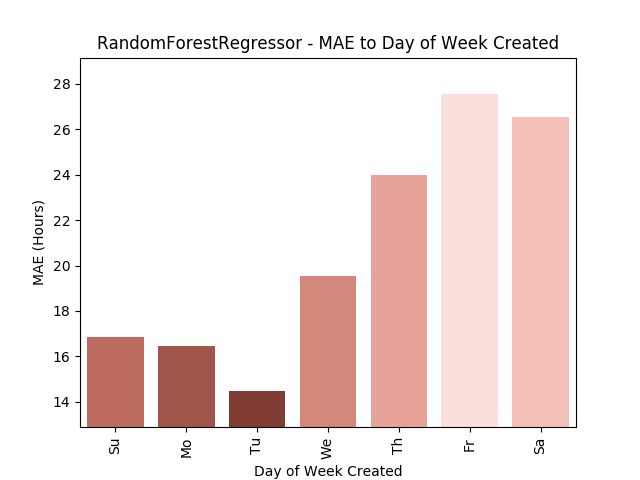 RandomForestRegressor - MAE to Day of Week Created
28
26
24
22
20
18
16
14
MAE (Hours)
Su
Mo
Tu
We
Th
Fr
Sa
Day of Week Created